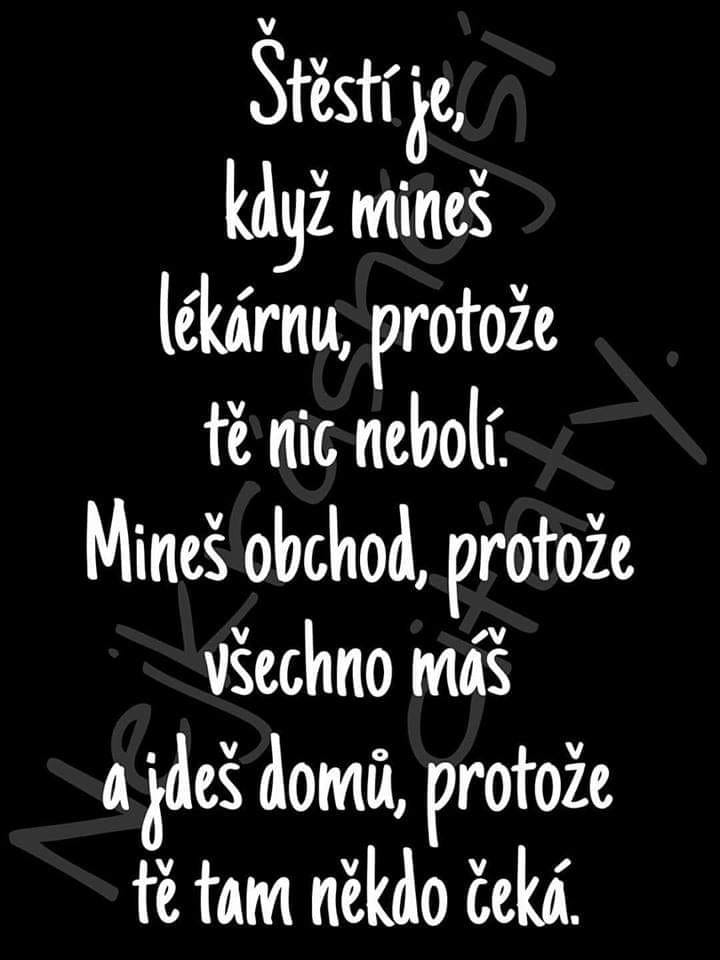 Štěstí je,
když mineš
lékárnu, protože
tě nic nebolí.
Mineš obchod, protože
všechno máš
a jdeš domů, protože
tě tam někdo čeká.
Nejkrásnější
citáty.